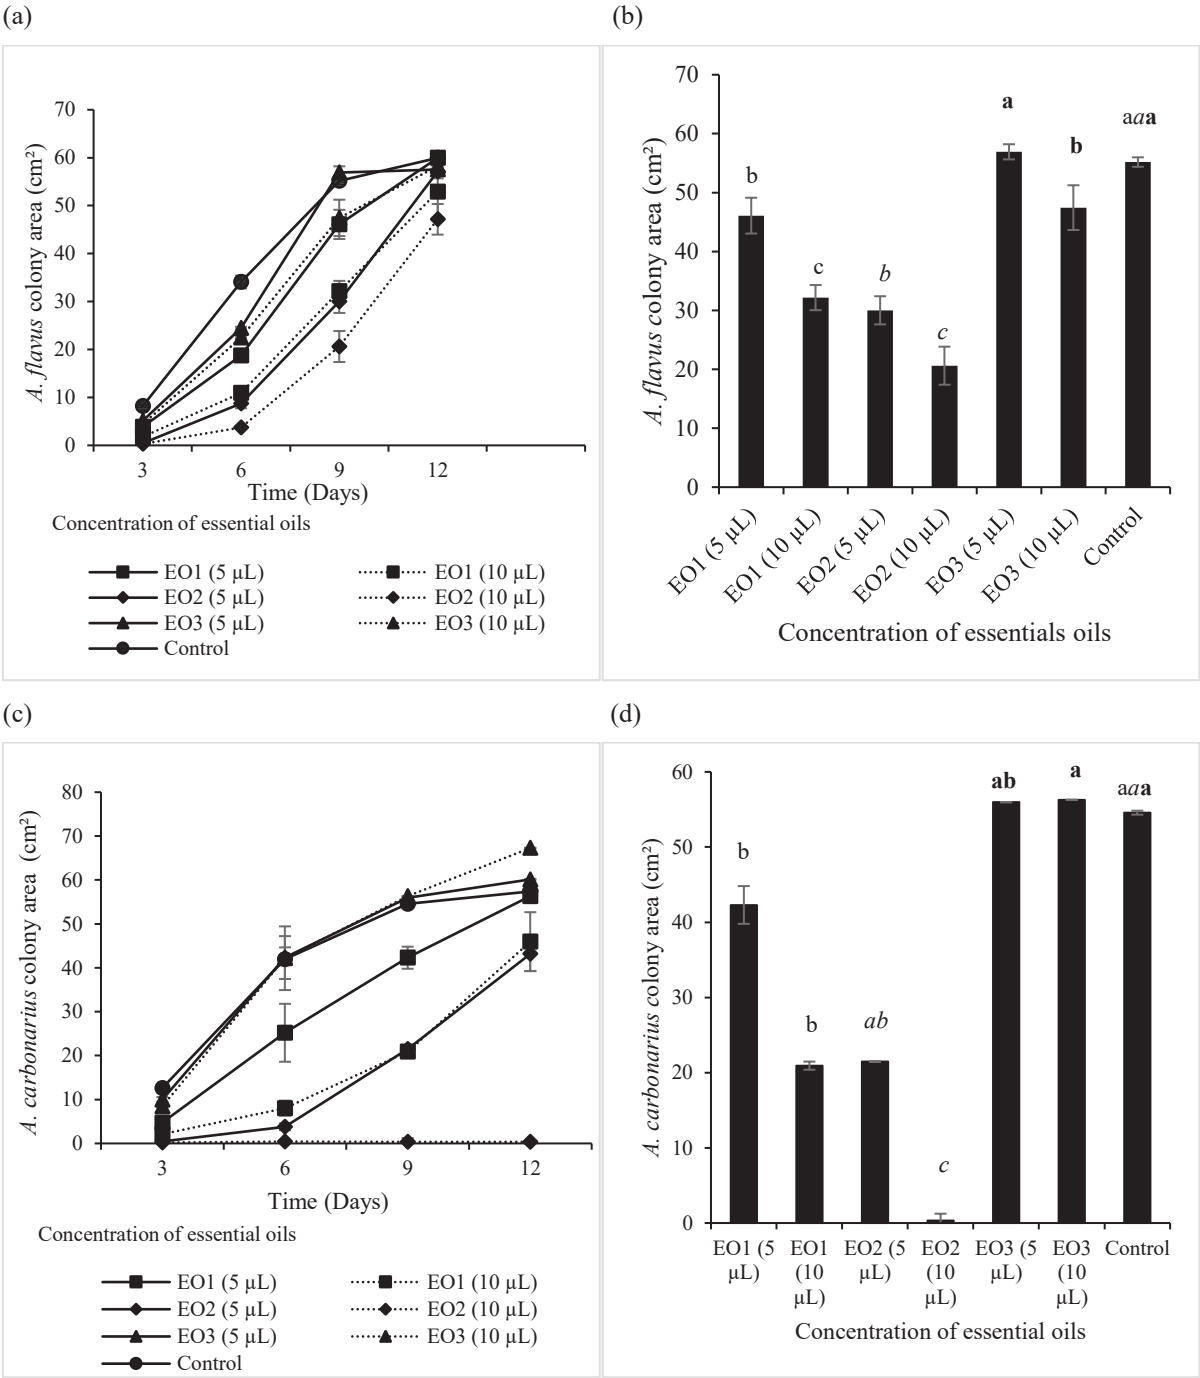 (a)
70
60
50
40
30
20
10
0
A. flavus colony area (cm²)
3 6 9 12
Time (Days)
Concentration of essential oils
EO1 (5 µL) EO1 (10 µL)
EO2 (5 µL) EO2 (10 µL)
EO3 (5 µL) EO3 (10 µL)
Control
(b)
70
60
50
40
30
20
10
0
A. flavus colony area (cm²)
b c b c a b aaa
EO1 (5 µL) EO1 (10 µL) EO2 (5 µL) EO2 (10 µL) EO3 (5 µL) EO3 (10 µL) Control
Concentration of essentials oils
(c)
80
70
60
50
40
30
20
10
0
A. carbonarius colony area (cm²)
3 6 9 12
Time (Days)
Concentration of essential oils
EO1 (5 µL) EO1 (10 µL)
EO2 (5 µL) EO2 (10 µL)
EO3 (5 µL) EO3 (10 µL)
Control
(d)
60
50
40
30
20
10
0
A. carbonarius colony area (cm²)
b b ab c ab a aaa
EO1 (5 EO1 EO2 (5 EO2 EO3 (5 EO3 Control
µL) (10 µL) (10 µL) (10
µL) µL) µL)
Concentration of essential oils